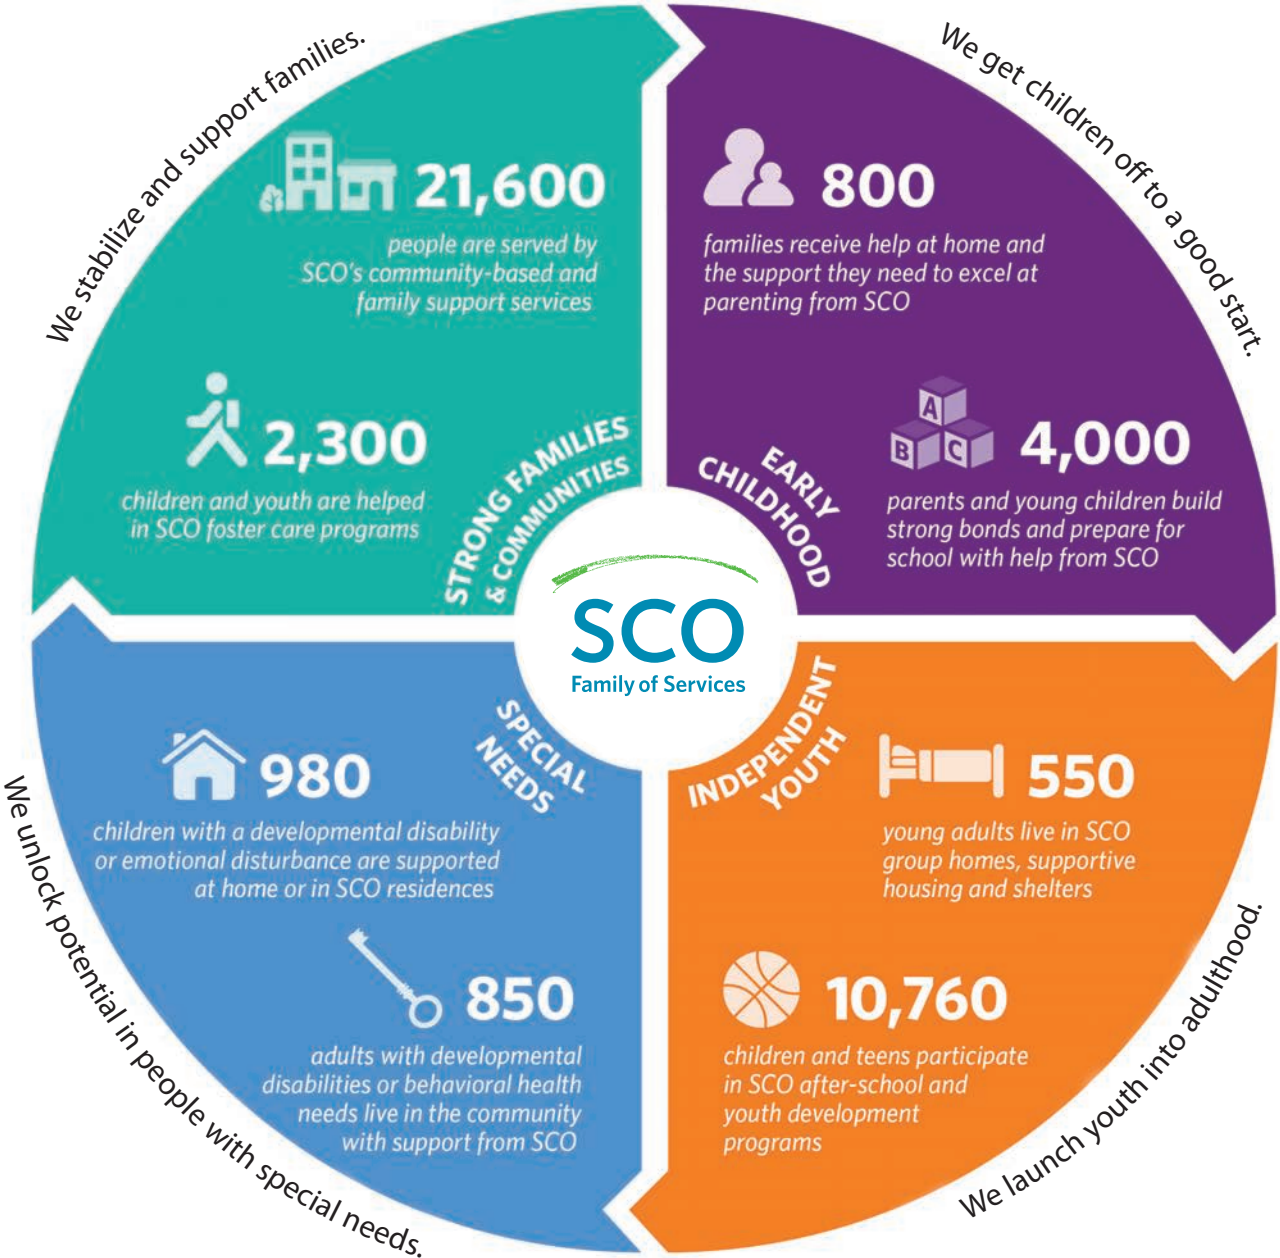 We stabilize and support families.
21,600
people are served by
SCO's community-based and
family support services
2,300
children and youth are helped
in SCO foster care programs
STRONG FAMILIES
& COMMUNITIES
We get children off to a good start.
800
families receive help at home and
the support they need to excel at
parenting from SCO
A
B C
4,000
parents and young children build
strong bonds and prepare for
school with help from SCO
EARLY
CHILDHOOD
SCO
Family of Services
SPECIAL
NEEDS
980
children with a developmental disability
or emotional disturbance are supported
at home or in SCO residences
850
adults with developmental
disabilities or behavioral health
needs live in the community
with support from SCO
We unlock potential in people with special needs.
INDEPENDENT
YOUTH
550
young adults live in SCO
group homes, supportive
housing and shelters
10,760
children and teens participate
in SCO after-school and
youth development
programs
We launch youth into adulthood.